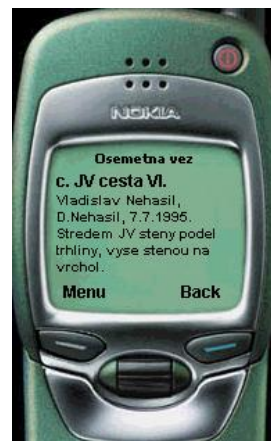 NOKIA
Osemetna vez
c. JV cesta VI.
Vladislav Nehasil,
D.Nehasil, 7.7.1995.
Stredem JV steny podel
trhliny, vyse stenou na
vrchol.
Menu Back